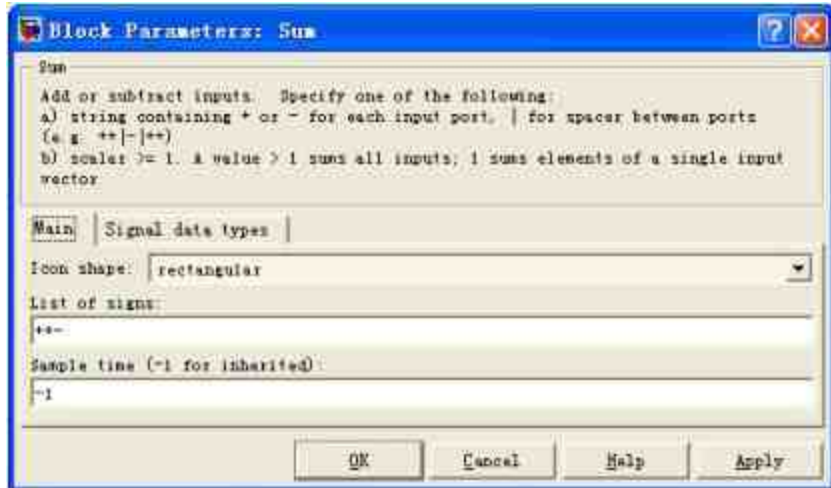 Block Parameters: Sum
Sum
Add or subtract inputs. Specify one of the following:
a) string containing + or - for each input port, | for spacer between ports
(e.g. ++|-|++)
b) scalar >= 1. A value > 1 sums all inputs; 1 sums elements of a single input
vector
Main Signal data types
Icon shape: rectangular
List of signs:
++-
Sample time (-1 for inherited):
-1
OK Cancel Help Apply